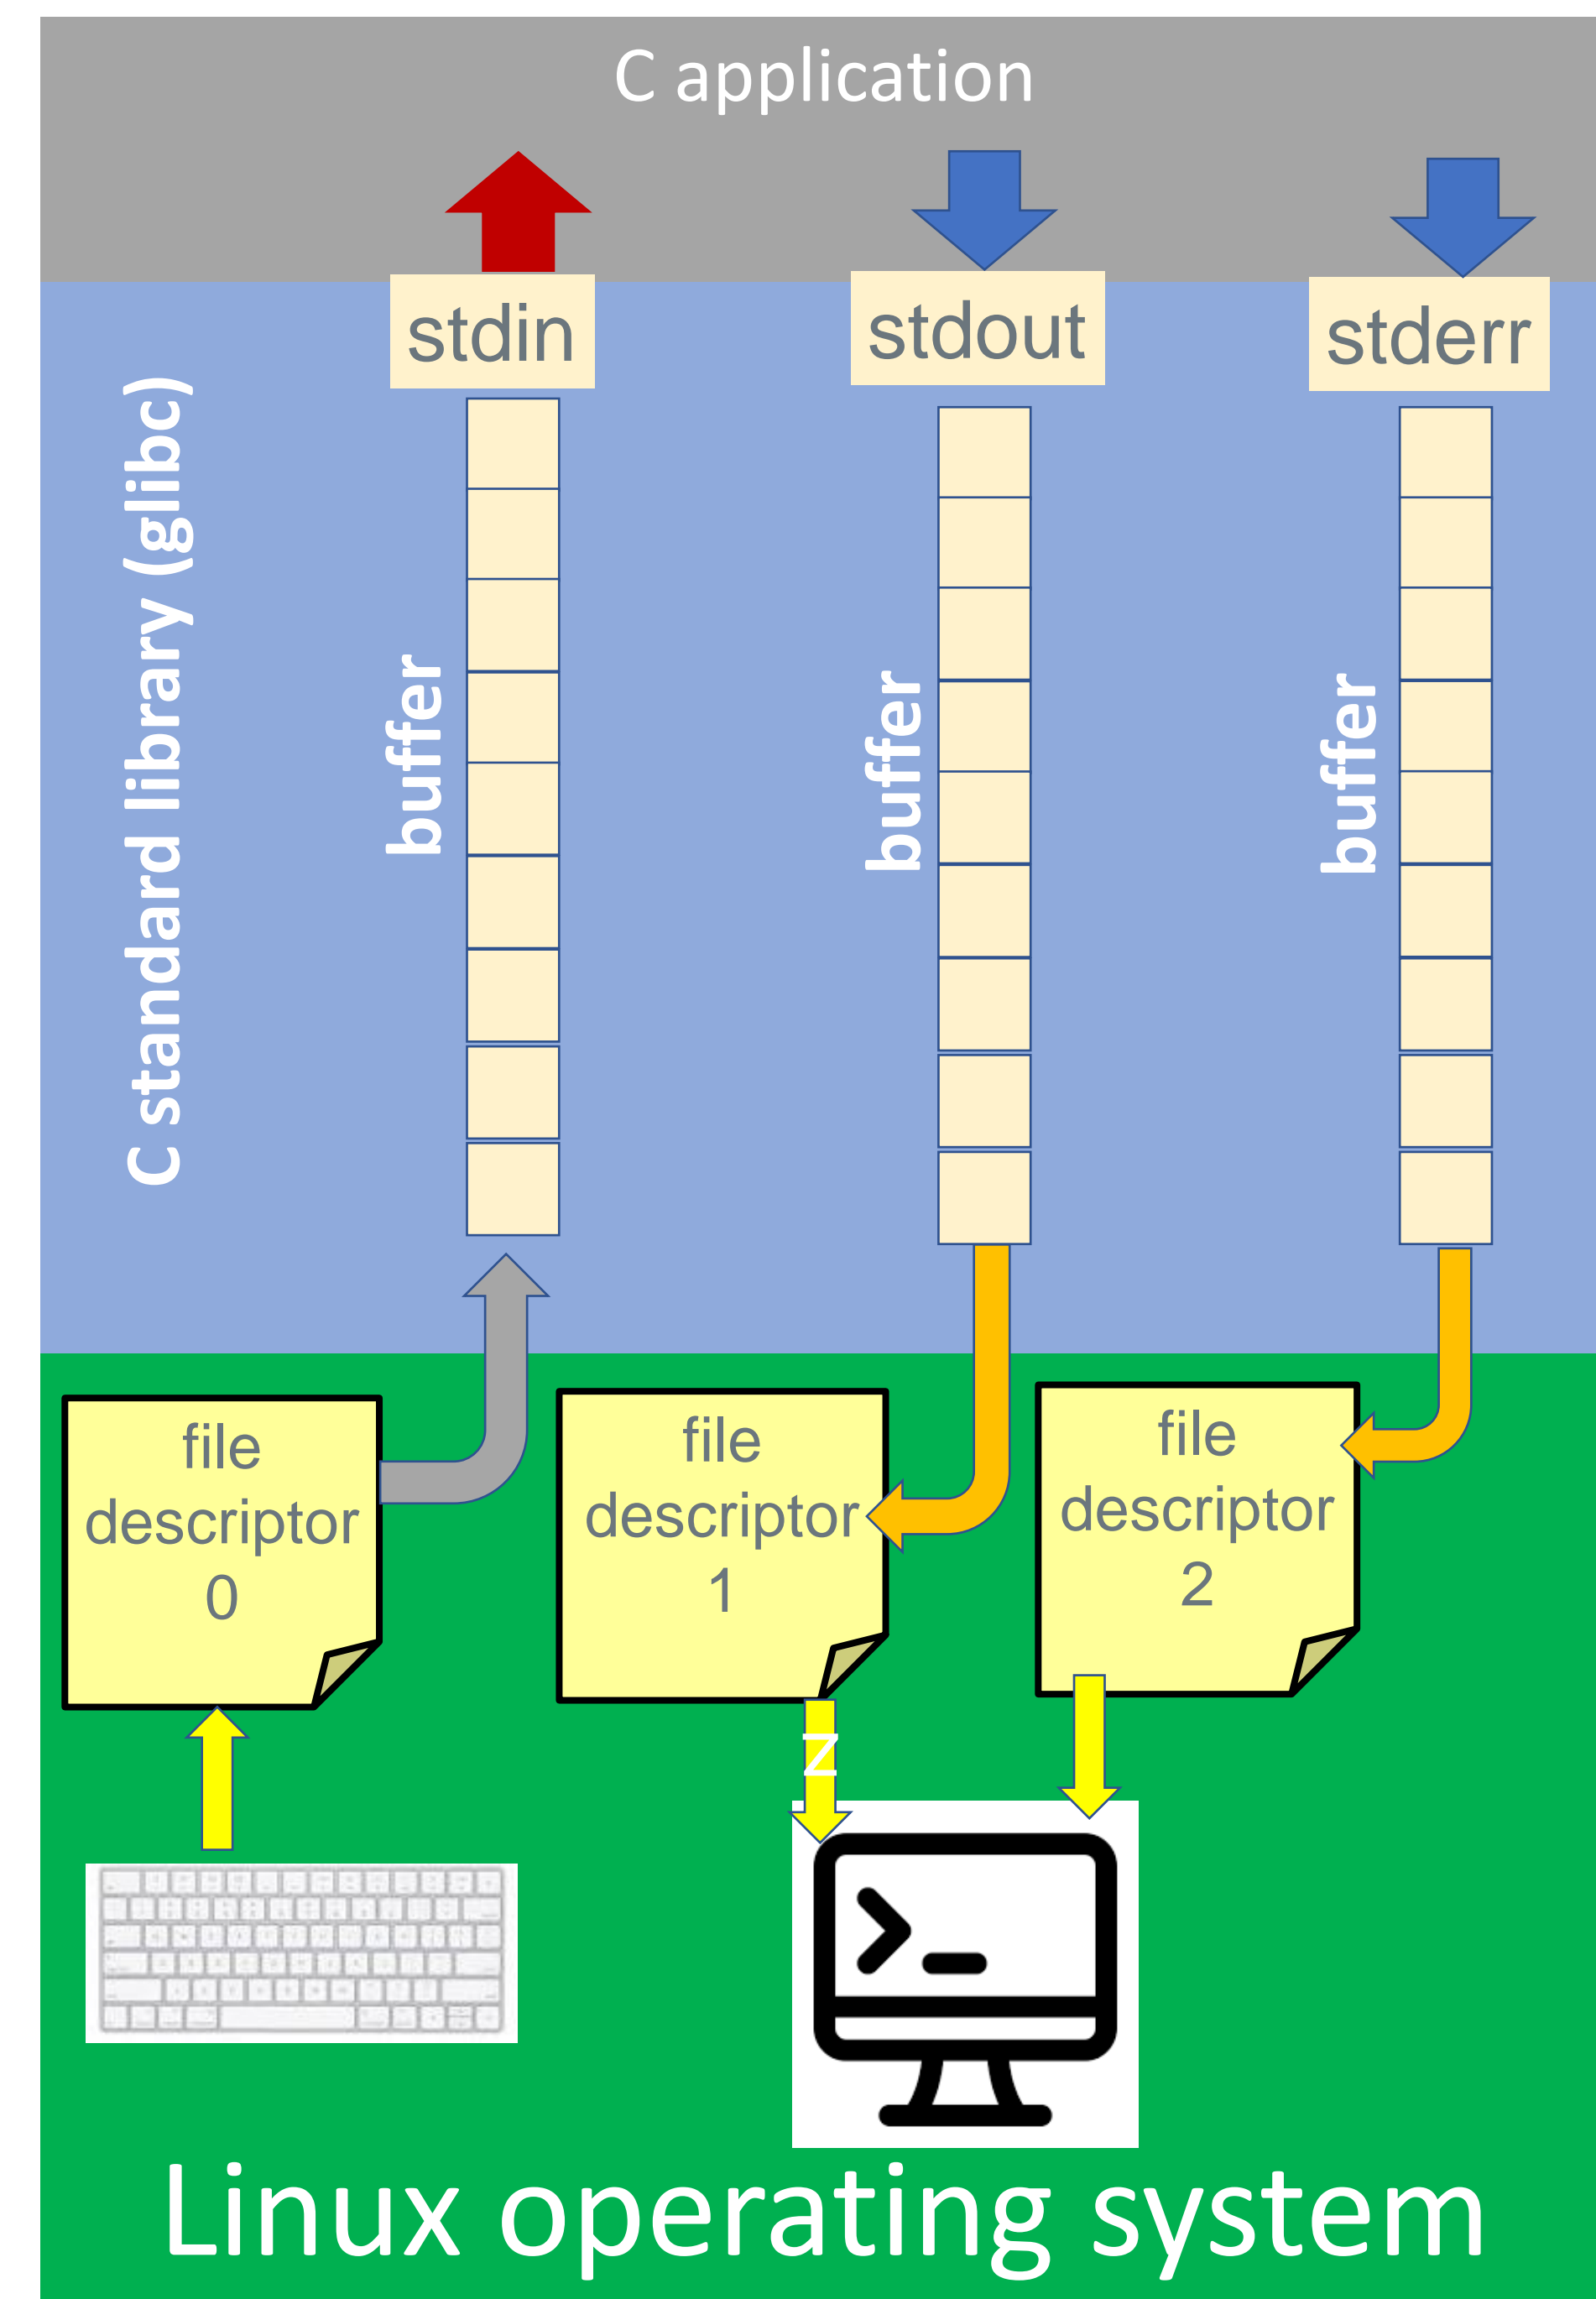 C application
stdin
stdout
stderr
C standard library (glibc)
buffer
buffer
buffer
file
descriptor
0
file
descriptor
1
file
descriptor
2
z
Linux operating system